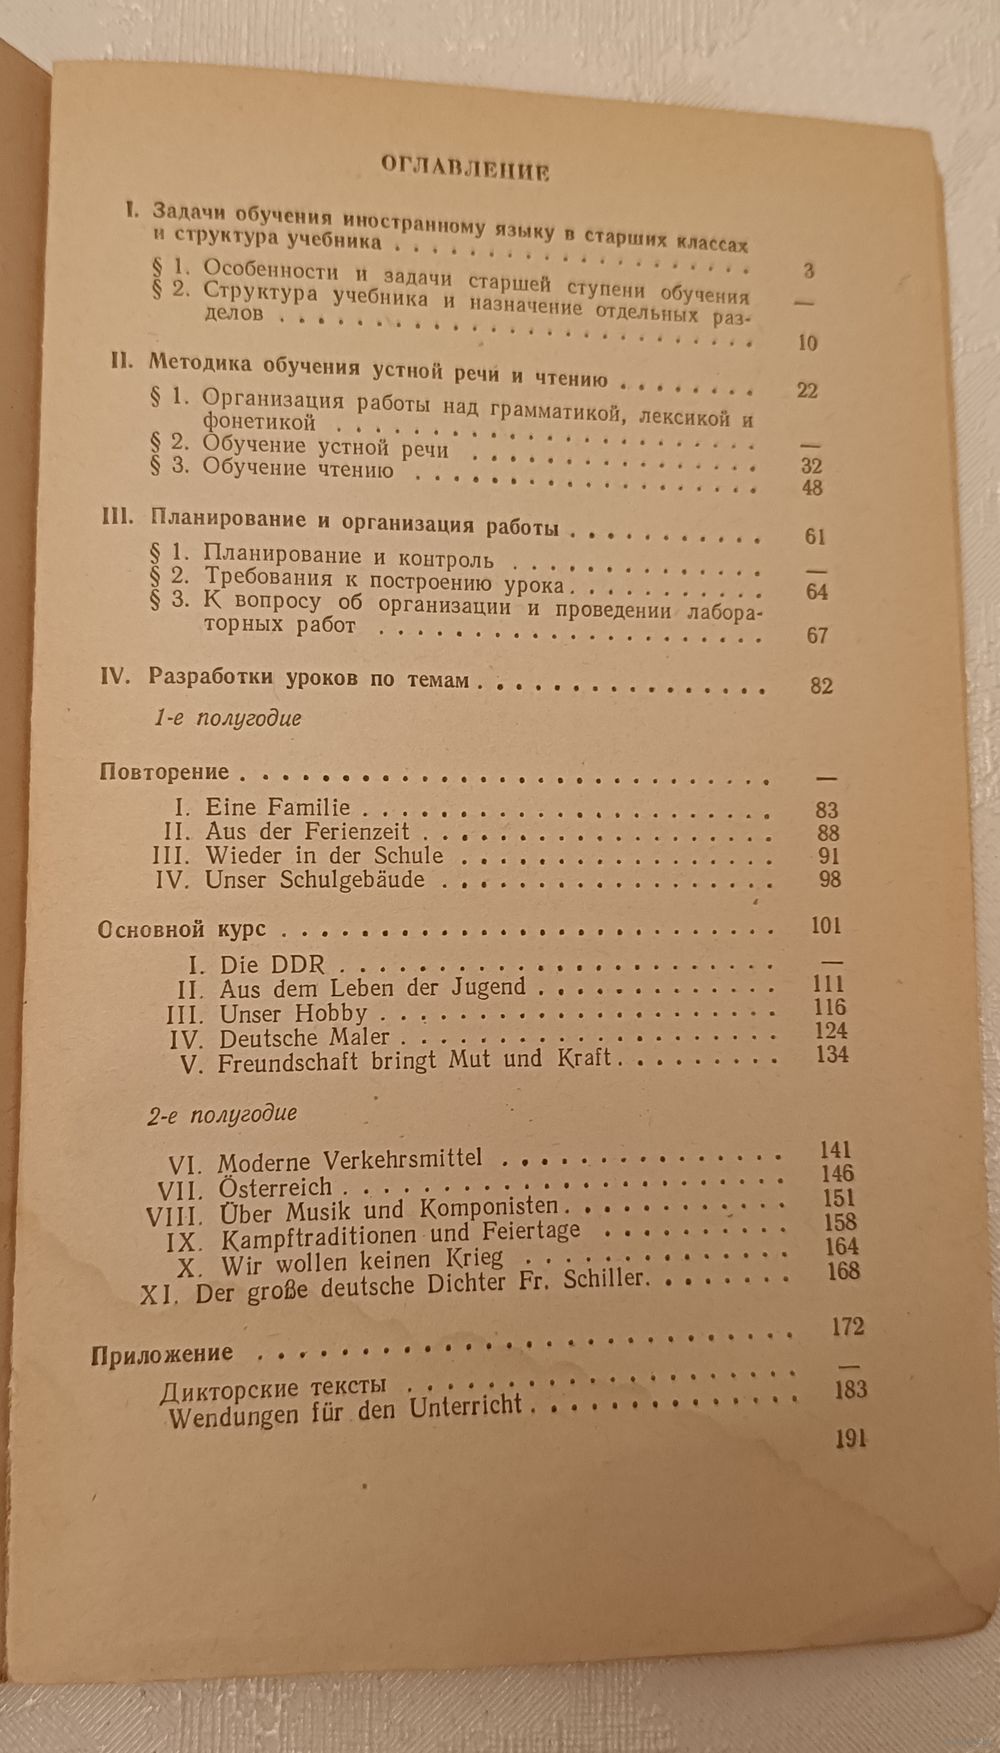 ОГЛАВЛЕНИЕ
I. Задачи обучения иностранному языку в старших классах
и структура учебника . . . . . . . . . . . . . . . . . . 3
§ 1. Особенности и задачи старшей ступени обучения —
§ 2. Структура учебника и назначение отдельных раз-
делов . . . . . . . . . . . . . . . . . . . . . . . . 10
II. Методика обучения устной речи и чтению . . . . . . . . 22
§ 1. Организация работы над грамматикой, лексикой и
фонетикой . . . . . . . . . . . . . . . . . . . . . . —
§ 2. Обучение устной речи . . . . . . . . . . . . . . . 32
§ 3. Обучение чтению . . . . . . . . . . . . . . . . . . 48
III. Планирование и организация работы . . . . . . . . . . 61
§ 1. Планирование и контроль . . . . . . . . . . . . . —
§ 2. Требования к построению урока . . . . . . . . . . 64
§ 3. К вопросу об организации и проведении лабора-
торных работ . . . . . . . . . . . . . . . . . . . . 67
IV. Разработки уроков по темам . . . . . . . . . . . . . . . 82
1-е полугодие
Повторение . . . . . . . . . . . . . . . . . . . . . . . . . . —
I. Eine Familie . . . . . . . . . . . . . . . . . . . . 83
II. Aus der Ferienzeit . . . . . . . . . . . . . . . . . 88
III. Wieder in der Schule . . . . . . . . . . . . . . . . 91
IV. Unser Schulgebäude . . . . . . . . . . . . . . . . . 98
Основной курс . . . . . . . . . . . . . . . . . . . . . . . . 101
I. Die DDR . . . . . . . . . . . . . . . . . . . . . . —
II. Aus dem Leben der Jugend . . . . . . . . . . . . 111
III. Unser Hobby . . . . . . . . . . . . . . . . . . . . 116
IV. Deutsche Maler . . . . . . . . . . . . . . . . . . . 124
V. Freundschaft bringt Mut und Kraft . . . . . . . . . 134
2-е полугодие
VI. Moderne Verkehrsmittel . . . . . . . . . . . . . . 141
VII. Österreich . . . . . . . . . . . . . . . . . . . . . . 146
VIII. Über Musik und Komponisten . . . . . . . . . . . 151
IX. Kampftraditionen und Feiertage . . . . . . . . . . 158
X. Wir wollen keinen Krieg . . . . . . . . . . . . . 164
XI. Der große deutsche Dichter Fr. Schiller . . . . . . . 168
Приложение . . . . . . . . . . . . . . . . . . . . . . . . . . 172
Дикторские тексты . . . . . . . . . . . . . . . . . . . —
Wendungen für den Unterricht . . . . . . . . . . . . . 183
191